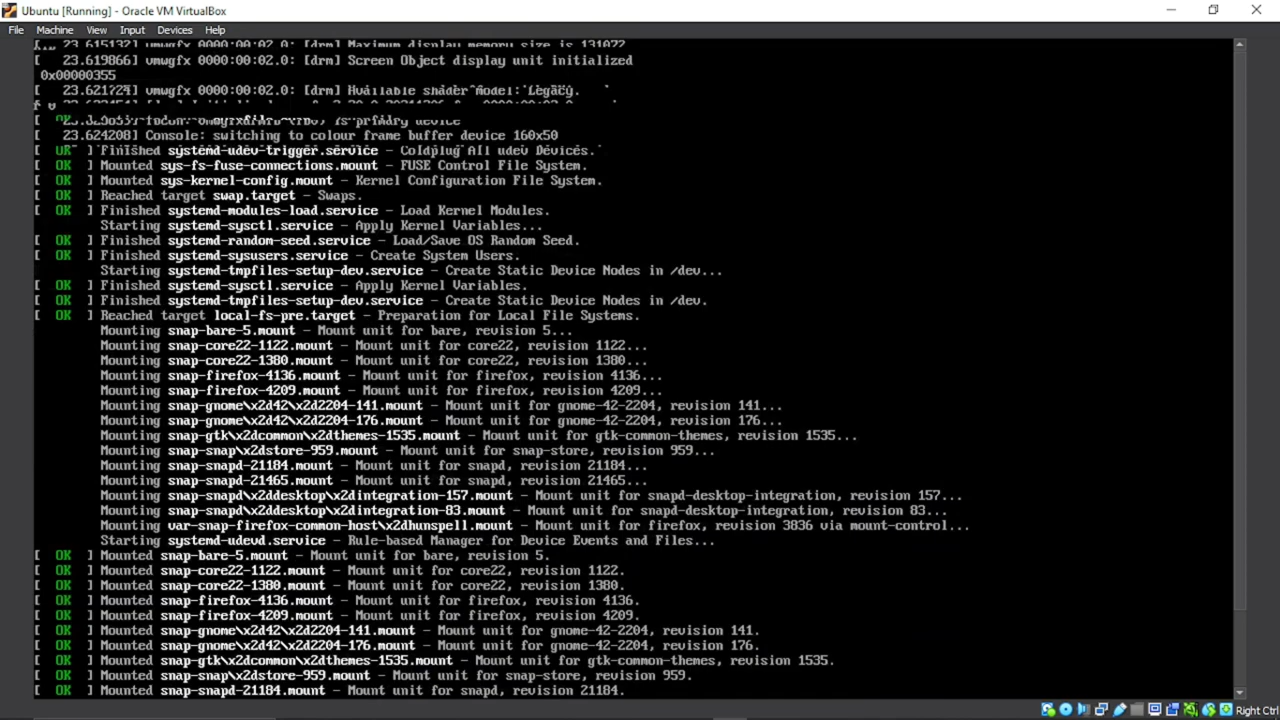 Ubuntu [Running] - Oracle VM VirtualBox
File Machine View Input Devices Help
23.615132] vmwgfx 0000:00:02.0: [drm] Maximum display memory size is 131072
[ 23.619866] vmwgfx 0000:00:02.0: [drm] Screen Object display unit initialized
0x00000355
[ vmwgfx 0000:00:02.0: [drm] Available shader model: Legacy.
primary device
[ 23.624208] Console: switching to colour frame buffer device 160x50
[ OK ] Finished systemd-udev-trigger.service - Coldplug All udev Devices.
[ OK ] Mounted sys-fs-fuse-connections.mount - FUSE Control File System.
[ OK ] Mounted sys-kernel-config.mount - Kernel Configuration File System.
[ OK ] Reached target swap.target - Swaps.
[ OK ] Finished systemd-modules-load.service - Load Kernel Modules.
Starting systemd-sysctl.service - Apply Kernel Variables...
[ OK ] Finished systemd-random-seed.service - Load/Save OS Random Seed.
[ OK ] Finished systemd-sysusers.service - Create System Users.
Starting systemd-tmpfiles-setup-dev.service - Create Static Device Nodes in /dev...
[ OK ] Finished systemd-sysctl.service - Apply Kernel Variables.
[ OK ] Finished systemd-tmpfiles-setup-dev.service - Create Static Device Nodes in /dev.
[ OK ] Reached target local-fs-pre.target - Preparation for Local File Systems.
Mounting snap-bare-5.mount - Mount unit for bare, revision 5...
Mounting snap-core22-1122.mount - Mount unit for core22, revision 1122...
Mounting snap-core22-1380.mount - Mount unit for core22, revision 1380...
Mounting snap-firefox-4136.mount - Mount unit for firefox, revision 4136...
Mounting snap-firefox-4209.mount - Mount unit for firefox, revision 4209...
Mounting snap-gnome\x2d42\x2d2204-141.mount - Mount unit for gnome-42-2204, revision 141...
Mounting snap-gnome\x2d42\x2d2204-176.mount - Mount unit for gnome-42-2204, revision 176...
Mounting snap-gtk\x2dcommon\x2dthemes-1535.mount - Mount unit for gtk-common-themes, revision 1535...
Mounting snap-snap\x2dstore-959.mount - Mount unit for snap-store, revision 959...
Mounting snap-snapd-21184.mount - Mount unit for snapd, revision 21184...
Mounting snap-snapd-21465.mount - Mount unit for snapd, revision 21465...
Mounting snap-snapd\x2ddesktop\x2dintegration-157.mount - Mount unit for snapd-desktop-integration, revision 157...
Mounting snap-snapd\x2ddesktop\x2dintegration-83.mount - Mount unit for snapd-desktop-integration, revision 83...
Mounting var-snap-firefox-common-host\x2dhunspell.mount - Mount unit for firefox, revision 3836 via mount-control...
Starting systemd-udevd.service - Rule-based Manager for Device Events and Files...
[ OK ] Mounted snap-bare-5.mount - Mount unit for bare, revision 5.
[ OK ] Mounted snap-core22-1122.mount - Mount unit for core22, revision 1122.
[ OK ] Mounted snap-core22-1380.mount - Mount unit for core22, revision 1380.
[ OK ] Mounted snap-firefox-4136.mount - Mount unit for firefox, revision 4136.
[ OK ] Mounted snap-firefox-4209.mount - Mount unit for firefox, revision 4209.
[ OK ] Mounted snap-gnome\x2d42\x2d2204-141.mount - Mount unit for gnome-42-2204, revision 141.
[ OK ] Mounted snap-gnome\x2d42\x2d2204-176.mount - Mount unit for gnome-42-2204, revision 176.
[ OK ] Mounted snap-gtk\x2dcommon\x2dthemes-1535.mount - Mount unit for gtk-common-themes, revision 1535.
[ OK ] Mounted snap-snap\x2dstore-959.mount - Mount unit for snap-store, revision 959.
[ OK ] Mounted snap-snapd-21184.mount - Mount unit for snapd, revision 21184.
Right Ctrl